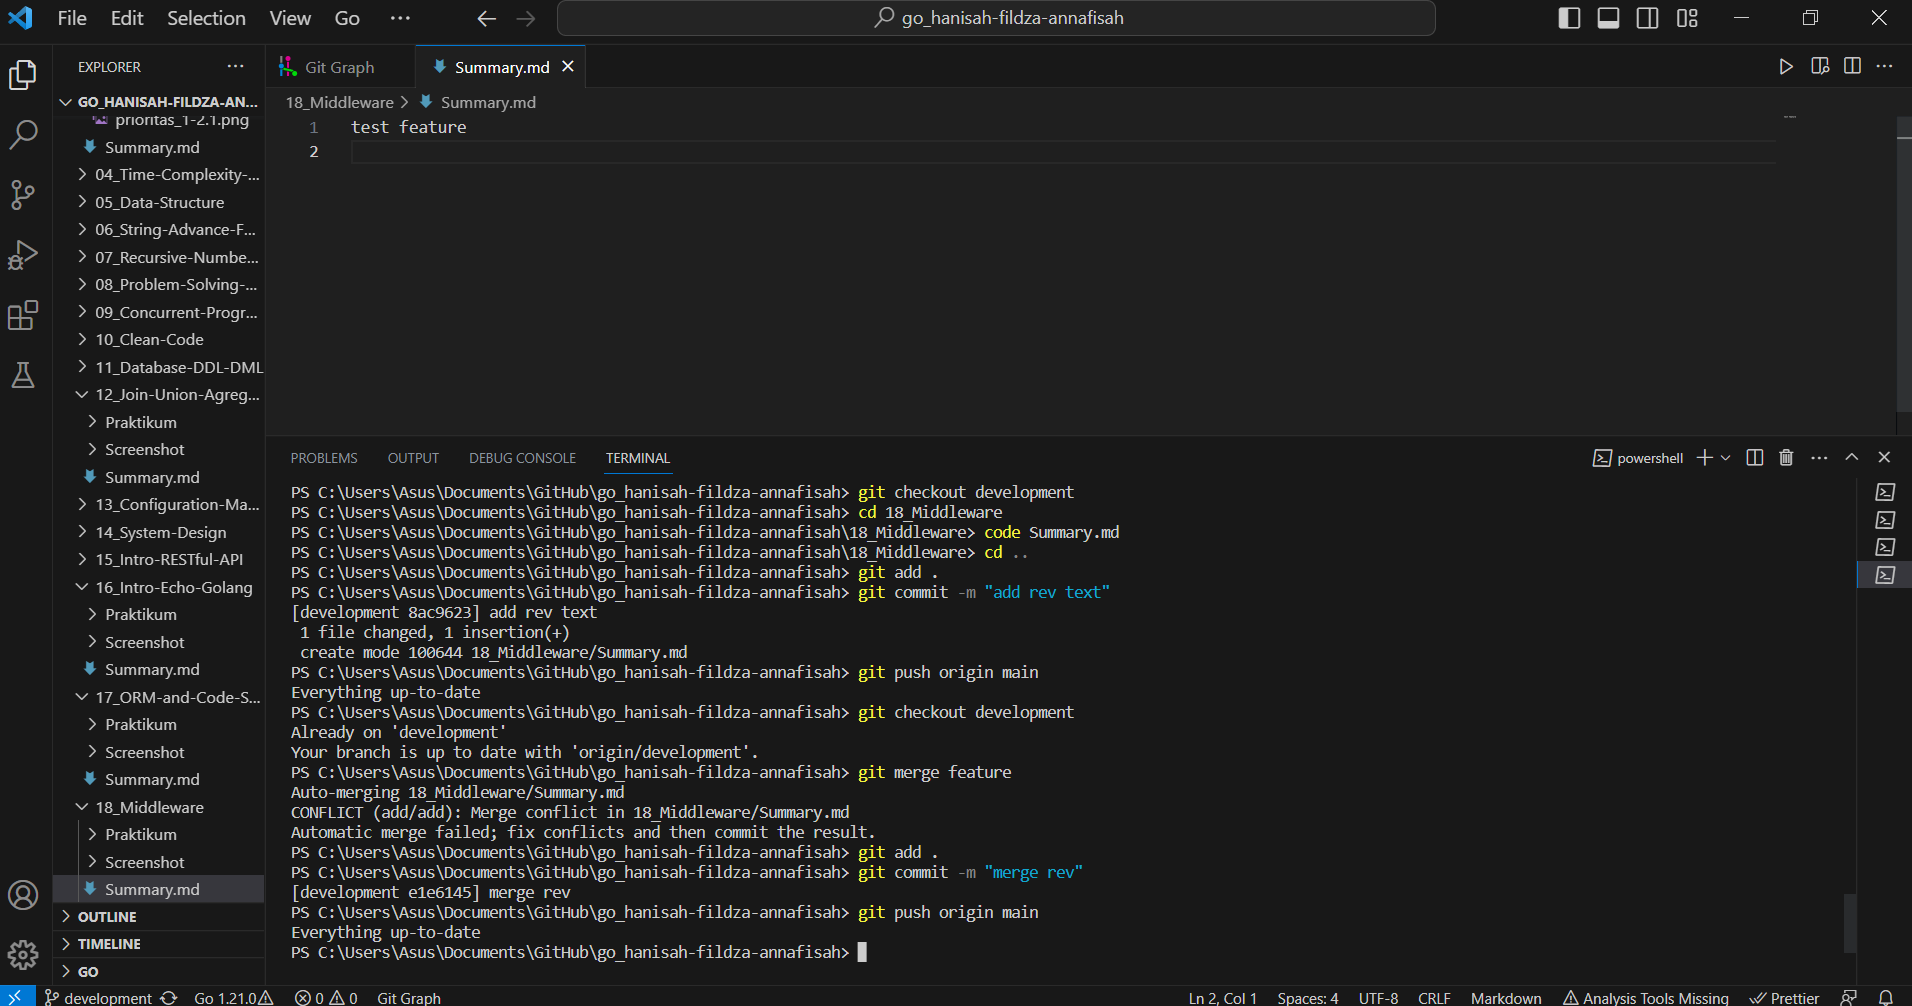 File Edit Selection View Go ···
go_hanisah-fildza-annafisah
EXPLORER ···
GO_HANISAH-FILDZA-AN...
prioritas_1-2.1.png
Summary.md
04_Time-Complexity-...
05_Data-Structure
06_String-Advance-F...
07_Recursive-Numbe...
08_Problem-Solving-...
09_Concurrent-Progr...
10_Clean-Code
11_Database-DDL-DML
12_Join-Union-Agreg...
Praktikum
Screenshot
Summary.md
13_Configuration-Ma...
14_System-Design
15_Intro-RESTful-API
16_Intro-Echo-Golang
Praktikum
Screenshot
Summary.md
17_ORM-and-Code-S...
Praktikum
Screenshot
Summary.md
18_Middleware
Praktikum
Screenshot
Summary.md
OUTLINE
TIMELINE
GO
Git Graph
Summary.md
18_Middleware > Summary.md
1 test feature
2
PROBLEMS OUTPUT DEBUG CONSOLE TERMINAL
powershell
PS C:\Users\Asus\Documents\GitHub\go_hanisah-fildza-annafisah> git checkout development
PS C:\Users\Asus\Documents\GitHub\go_hanisah-fildza-annafisah> cd 18_Middleware
PS C:\Users\Asus\Documents\GitHub\go_hanisah-fildza-annafisah\18_Middleware> code Summary.md
PS C:\Users\Asus\Documents\GitHub\go_hanisah-fildza-annafisah\18_Middleware> cd ..
PS C:\Users\Asus\Documents\GitHub\go_hanisah-fildza-annafisah> git add .
PS C:\Users\Asus\Documents\GitHub\go_hanisah-fildza-annafisah> git commit -m "add rev text"
[development 8ac9623] add rev text
1 file changed, 1 insertion(+)
create mode 100644 18_Middleware/Summary.md
PS C:\Users\Asus\Documents\GitHub\go_hanisah-fildza-annafisah> git push origin main
Everything up-to-date
PS C:\Users\Asus\Documents\GitHub\go_hanisah-fildza-annafisah> git checkout development
Already on 'development'
Your branch is up to date with 'origin/development'.
PS C:\Users\Asus\Documents\GitHub\go_hanisah-fildza-annafisah> git merge feature
Auto-merging 18_Middleware/Summary.md
CONFLICT (add/add): Merge conflict in 18_Middleware/Summary.md
Automatic merge failed; fix conflicts and then commit the result.
PS C:\Users\Asus\Documents\GitHub\go_hanisah-fildza-annafisah> git add .
PS C:\Users\Asus\Documents\GitHub\go_hanisah-fildza-annafisah> git commit -m "merge rev"
[development e1e6145] merge rev
PS C:\Users\Asus\Documents\GitHub\go_hanisah-fildza-annafisah> git push origin main
Everything up-to-date
PS C:\Users\Asus\Documents\GitHub\go_hanisah-fildza-annafisah>
development Go 1.21.0 0 0 Git Graph Ln 2, Col 1 Spaces: 4 UTF-8 CRLF Markdown Analysis Tools Missing Prettier